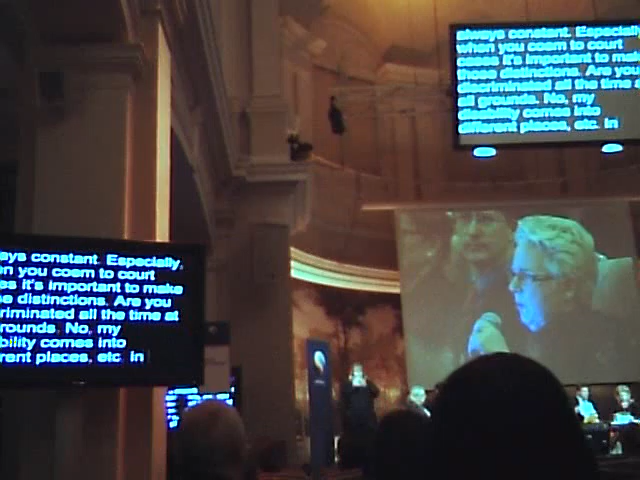 always constant. Especially,
when you coem to court
cases it's important to mak
those distinctions. Are you
discriminated all the time a
all grounds. No, my
disability comes into
different places, etc. In
ays constant. Especially,
en you coem to court
es it's important to make
se distinctions. Are you
riminated all the time at
rounds. No, my
bility comes into
rent places, etc. In